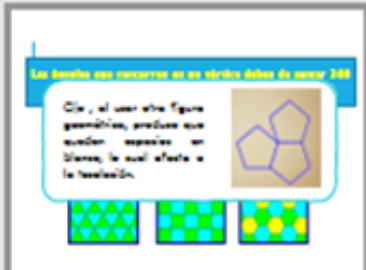 Los ángulos que concurren en un vértice deben de sumar 360
Ojo , al usar otra figura
geométrica, produce que
quedan espacios en
blanco, lo cual afecta a
la teselación.